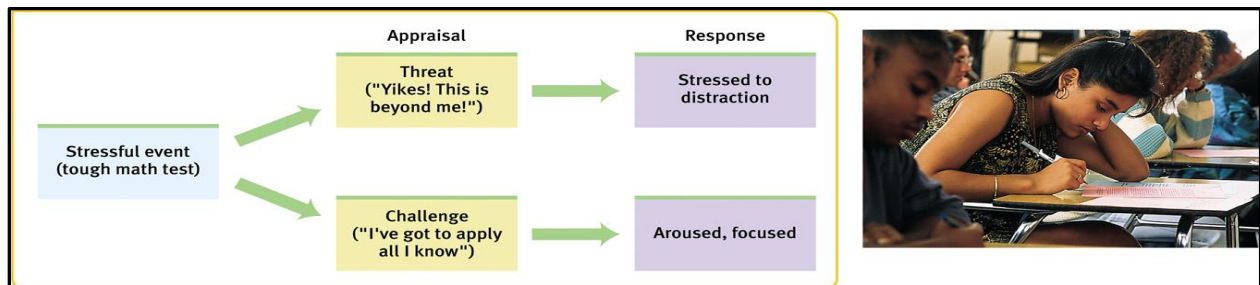 Appraisal
Response
Threat
("Yikes! This is
beyond me!")
Stressed to
distraction
Stressful event
(tough math test)
Challenge
("I've got to apply
all I know")
Aroused, focused